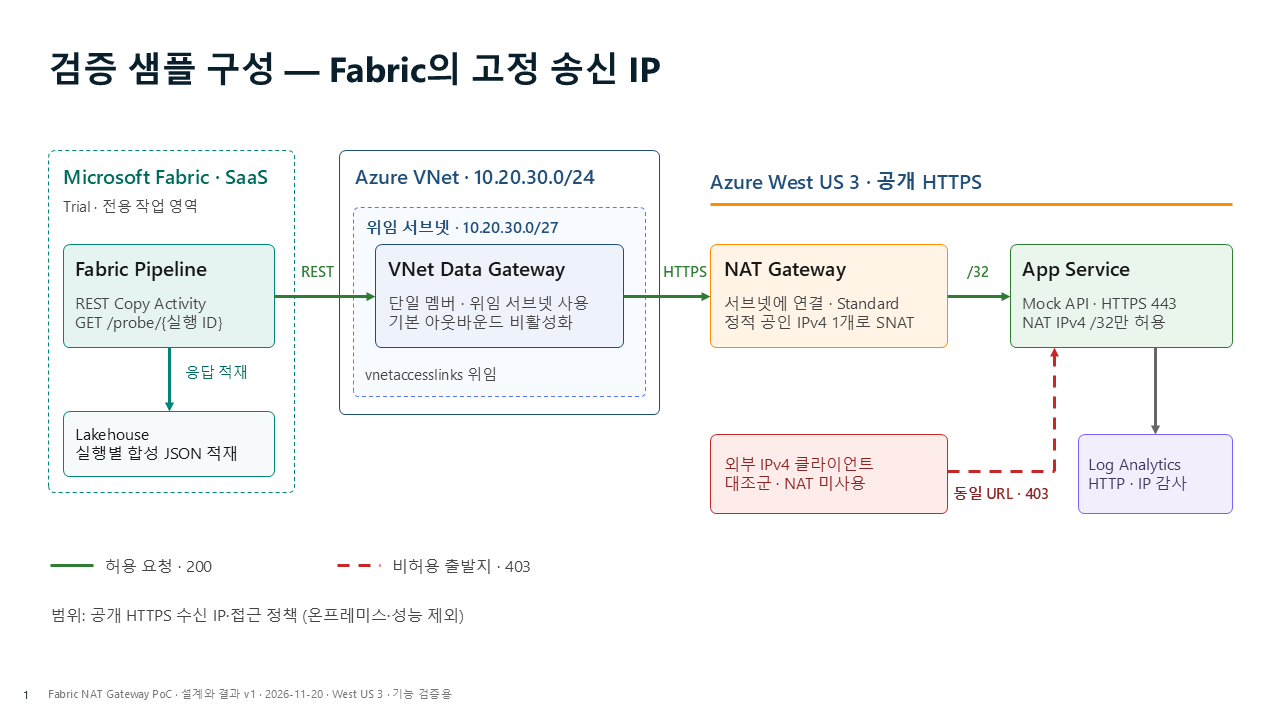 검증 샘플 구성 — Fabric의 고정 송신 IP
Microsoft Fabric · SaaS
Trial · 전용 작업 영역
Fabric Pipeline
REST Copy Activity
GET /probe/{실행 ID}
응답 적재
Lakehouse
실행별 합성 JSON 적재
REST
Azure VNet · 10.20.30.0/24
위임 서브넷 · 10.20.30.0/27
VNet Data Gateway
단일 멤버 · 위임 서브넷 사용
기본 아웃바운드 비활성화
vnetaccesslinks 위임
HTTPS
Azure West US 3 · 공개 HTTPS
NAT Gateway
서브넷에 연결 · Standard
정적 공인 IPv4 1개로 SNAT
/32
App Service
Mock API · HTTPS 443
NAT IPv4 /32만 허용
외부 IPv4 클라이언트
대조군 · NAT 미사용
동일 URL · 403
Log Analytics
HTTP · IP 감사
허용 요청 · 200
비허용 출발지 · 403
범위: 공개 HTTPS 수신 IP·접근 정책 (온프레미스·성능 제외)
1
Fabric NAT Gateway PoC · 설계와 결과 v1 · 2026-11-20 · West US 3 · 기능 검증용